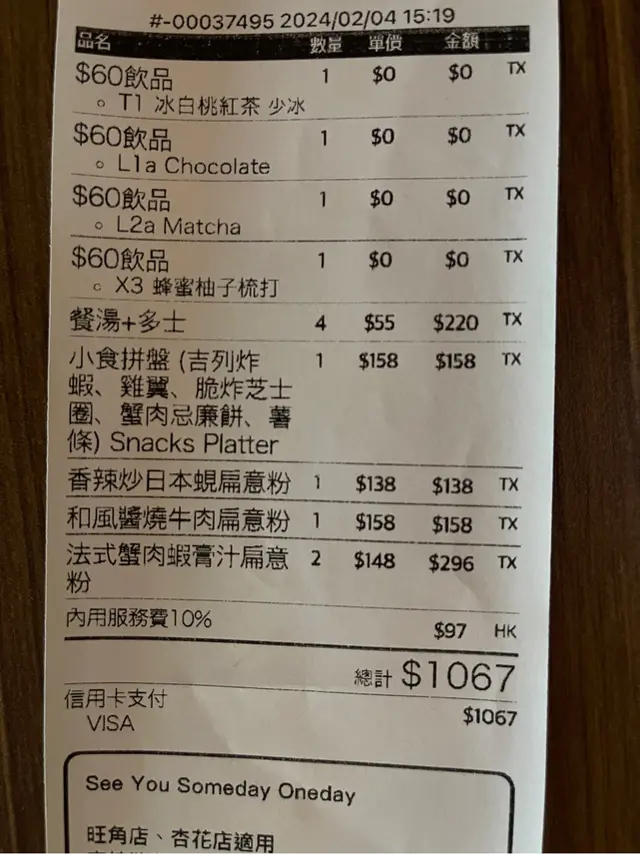 #-00037495 2024/02/04 15:19
品名 數量 單價 金額
$60飲品 1 $0 $0 TX
。 T1 冰白桃紅茶 少冰
$60飲品 1 $0 $0 TX
。 L1a Chocolate
$60飲品 1 $0 $0 TX
。 L2a Matcha
$60飲品 1 $0 $0 TX
。 X3 蜂蜜柚子梳打
餐湯+多士 4 $55 $220 TX
小食拼盤 (吉列炸 1 $158 $158 TX
蝦、雞翼、脆炸芝士
圈、蟹肉忌廉餅、薯
條) Snacks Platter
香辣炒日本蜆扁意粉 1 $138 $138 TX
和風醬燒牛肉扁意粉 1 $158 $158 TX
法式蟹肉蝦膏汁扁意 2 $148 $296 TX
粉
內用服務費10% $97 HK
總計 $1067
信用卡支付 $1067
VISA
See You Someday Oneday
旺角店、杏花店適用